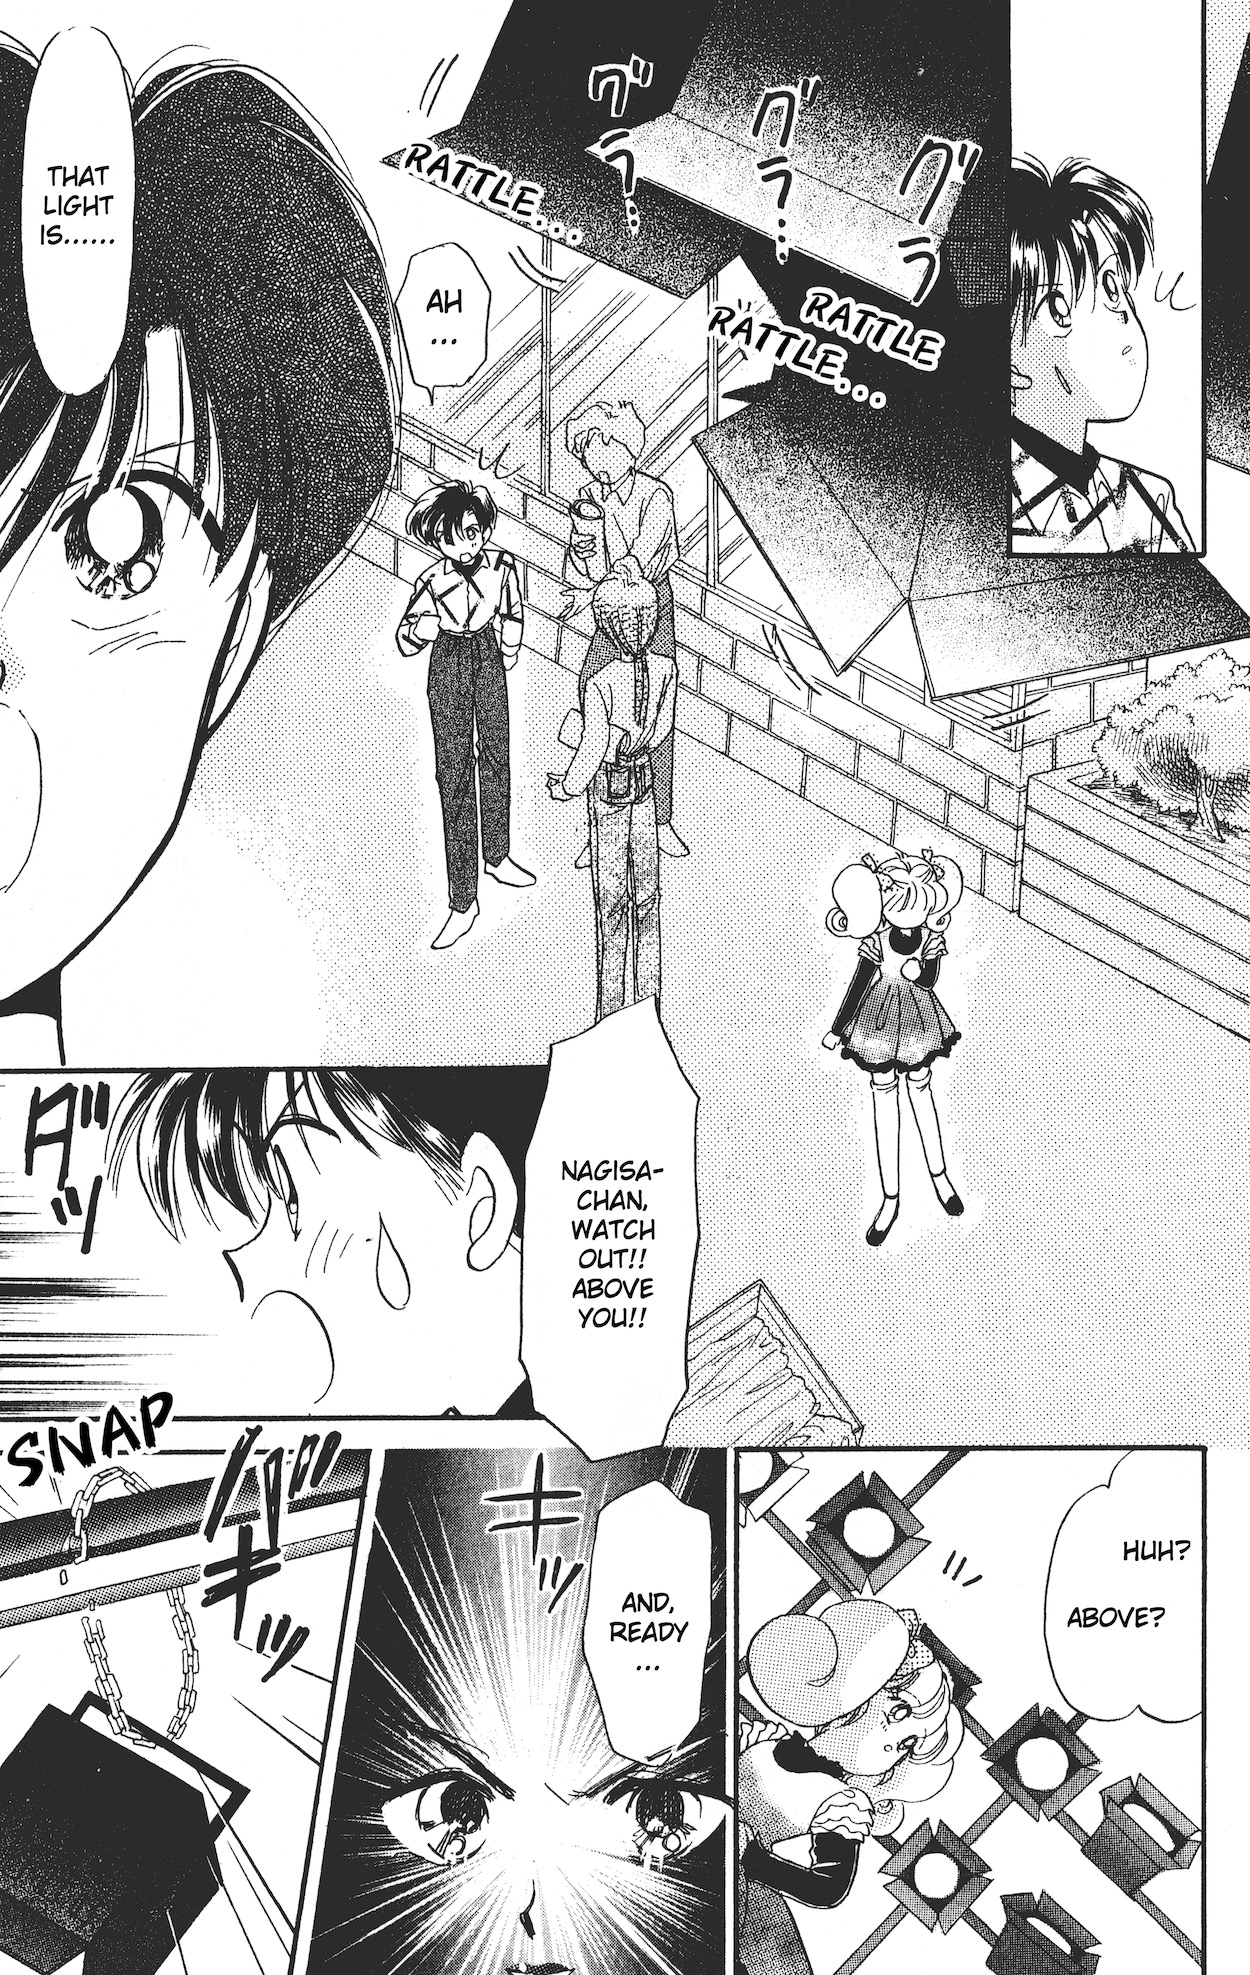 グ
ラ
⋮
グ
ラ
⋮
グ
ラ
RATTLE...
RATTLE
RATTLE...
AH
...
THAT
LIGHT
IS......
NAGISA-
CHAN,
WATCH
OUT!!
ABOVE
YOU!!
ダッ
HUH?
ABOVE?
AND,
READY
...
キッ
バキッ
SNAP